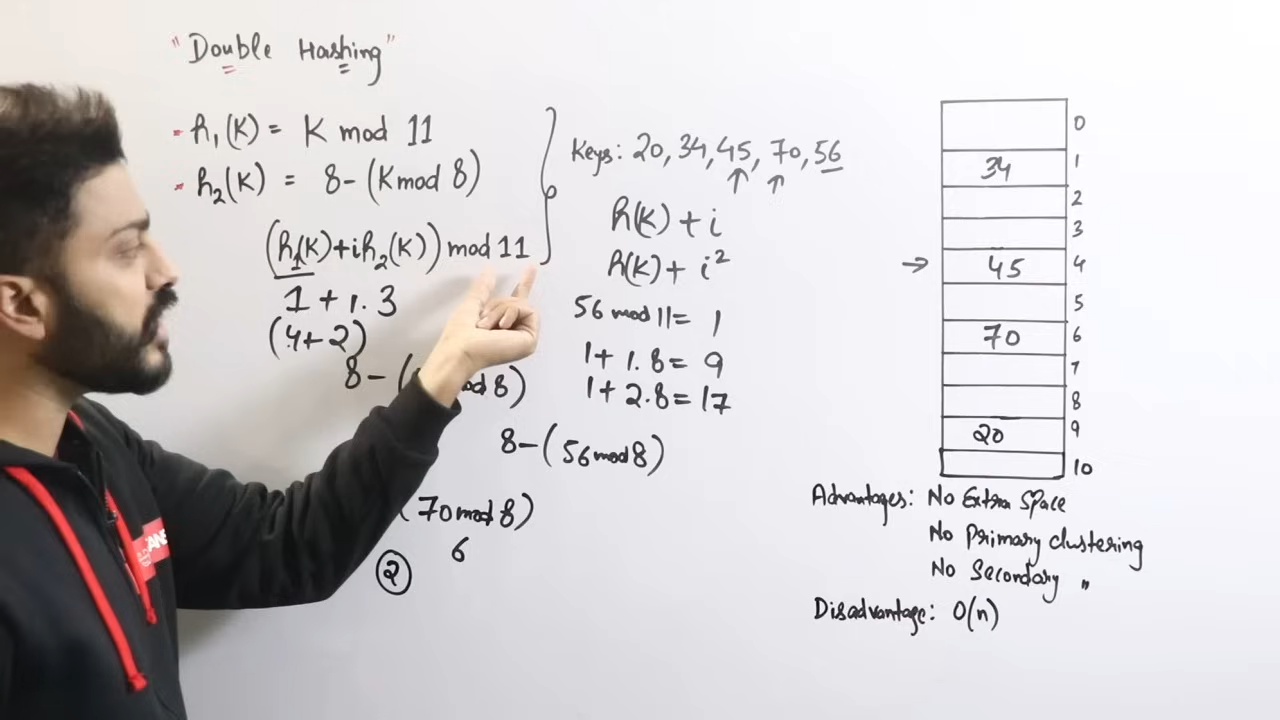 "Double Hashing"
- h₁(K) = K mod 11
- h₂(K) = 8-(K mod 8)
(h₁(K)+ih₂(K)) mod 11
1 + 1. 3
(4+2)
8-( mod 8)
8-(56 mod 8)
(70 mod 8)
6
2
Keys: 20, 34, 45, 70, 56
h(K) + i
h(K) + i²
56 mod 11 = 1
1 + 1.8 = 9
1 + 2.8 = 17
0
34 1
2
3
→ 45 4
5
70 6
7
8
20 9
10
Advantages: No Extra Space
No Primary clustering
No Secondary "
Disadvantage: O(n)